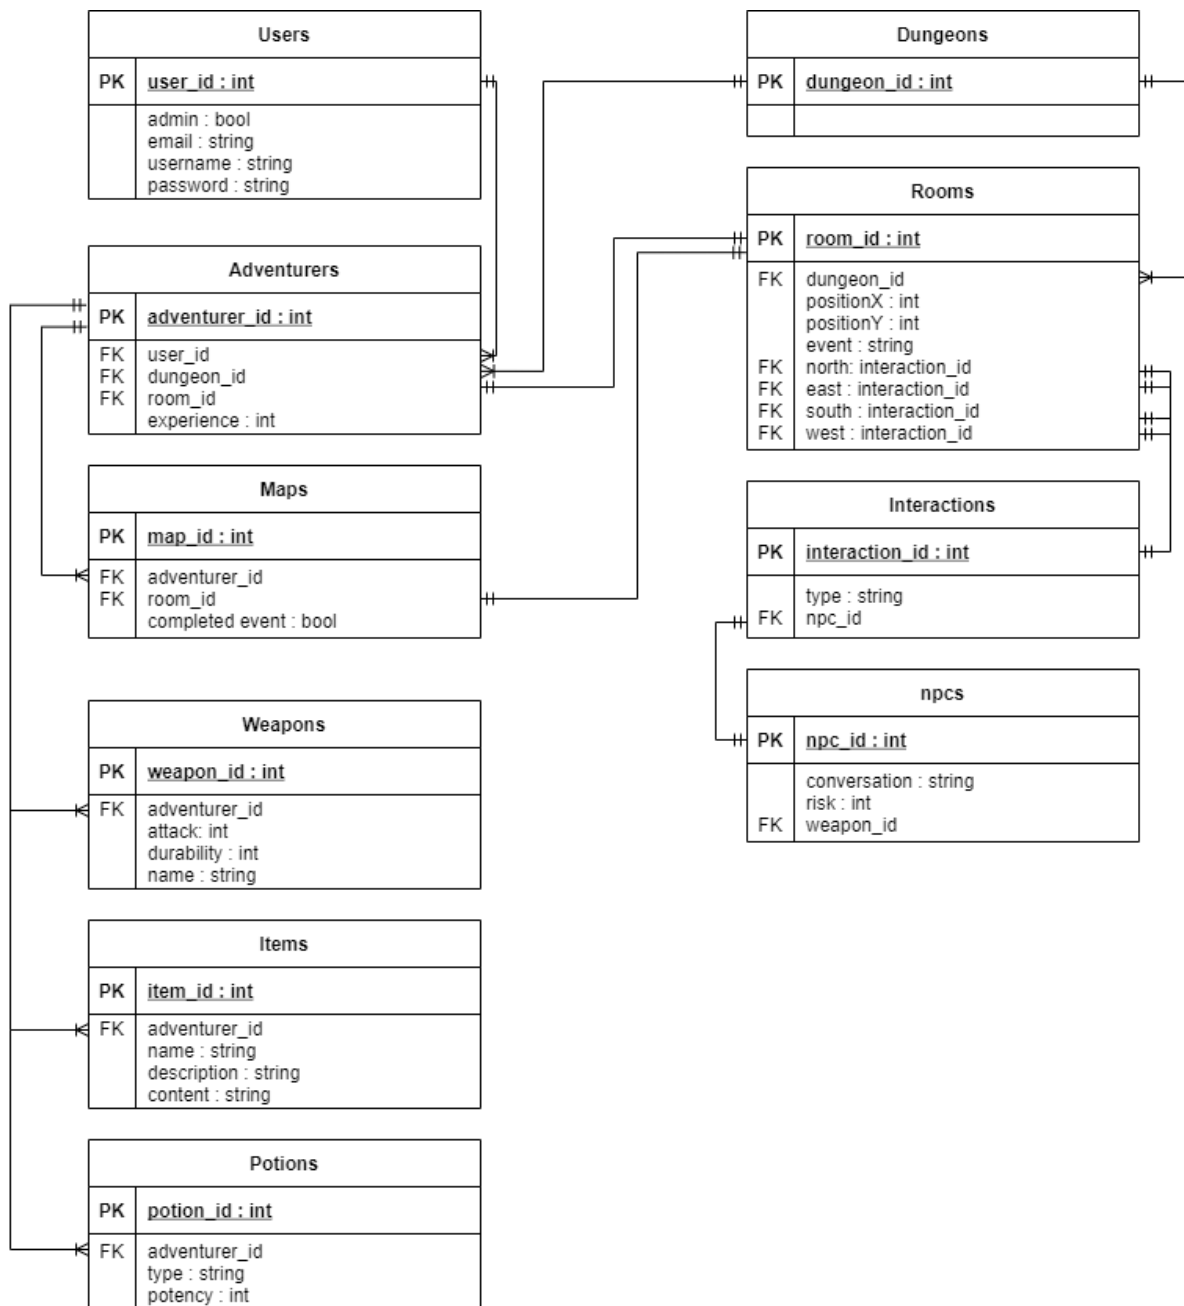 Users
PK user_id : int
admin : bool
email : string
username : string
password : string
Adventurers
PK adventurer_id : int
FK user_id
FK dungeon_id
FK room_id
experience : int
Maps
PK map_id : int
FK adventurer_id
FK room_id
completed event : bool
Weapons
PK weapon_id : int
FK adventurer_id
attack: int
durability : int
name : string
Items
PK item_id : int
FK adventurer_id
name : string
description : string
content : string
Potions
PK potion_id : int
FK adventurer_id
type : string
potency : int
Dungeons
PK dungeon_id : int
Rooms
PK room_id : int
FK dungeon_id
positionX : int
positionY : int
event : string
FK north: interaction_id
FK east : interaction_id
FK south : interaction_id
FK west : interaction_id
Interactions
PK interaction_id : int
type : string
FK npc_id
npcs
PK npc_id : int
conversation : string
risk : int
FK weapon_id